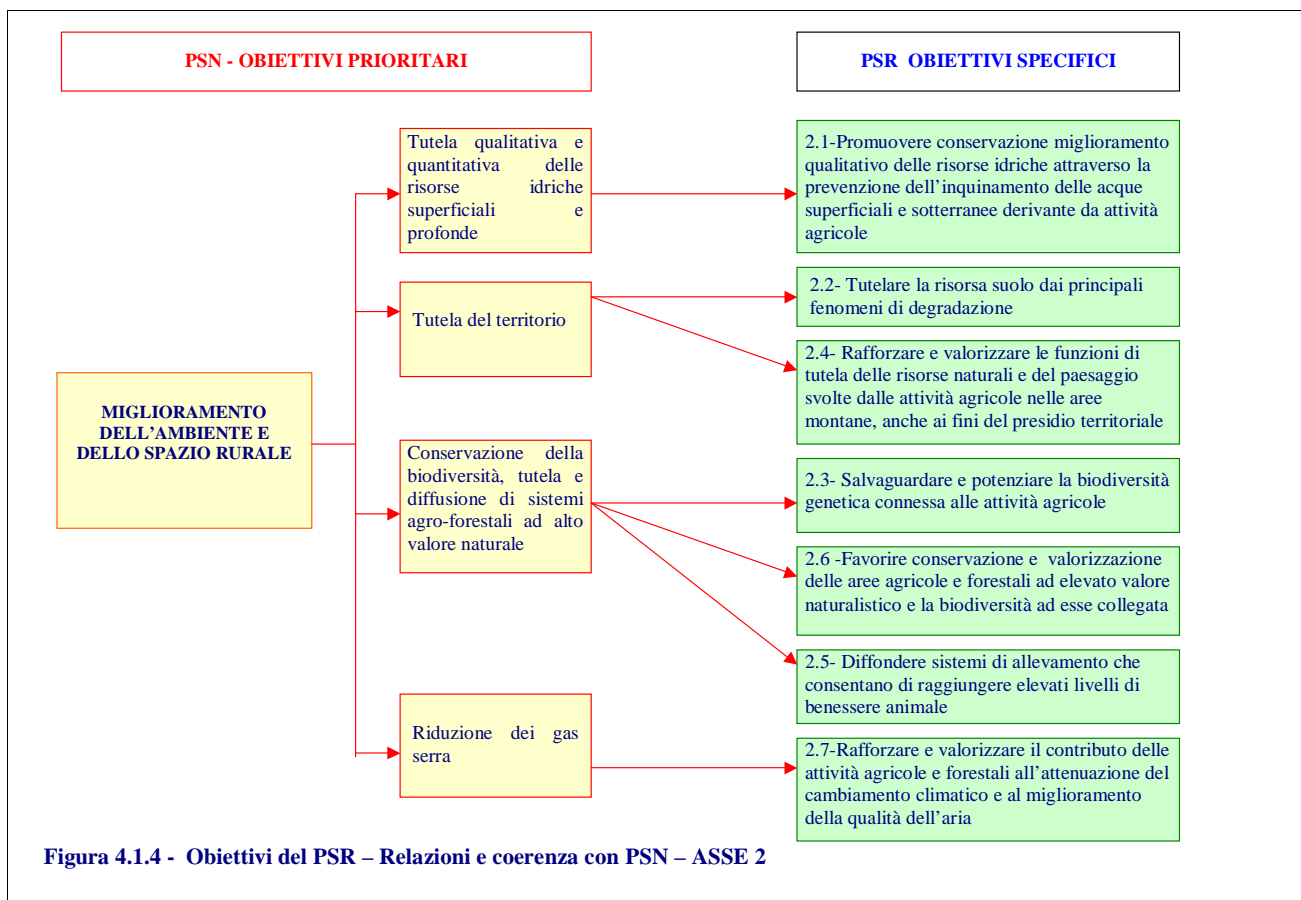 PSN - OBIETTIVI PRIORITARI
PSR OBIETTIVI SPECIFICI
MIGLIORAMENTO
DELL’AMBIENTE E
DELLO SPAZIO RURALE
Tutela qualitativa e
quantitativa delle
risorse idriche
superficiali e
profonde
Tutela del territorio
Conservazione della
biodiversità, tutela e
diffusione di sistemi
agro-forestali ad alto
valore naturale
Riduzione dei gas
serra
2.1-Promuovere conservazione miglioramento
qualitativo delle risorse idriche attraverso la
prevenzione dell’inquinamento delle acque
superficiali e sotterranee derivante da attività
agricole
2.2- Tutelare la risorsa suolo dai principali
fenomeni di degradazione
2.4- Rafforzare e valorizzare le funzioni di
tutela delle risorse naturali e del paesaggio
svolte dalle attività agricole nelle aree
montane, anche ai fini del presidio territoriale
2.3- Salvaguardare e potenziare la biodiversità
genetica connessa alle attività agricole
2.6 -Favorire conservazione e valorizzazione
delle aree agricole e forestali ad elevato valore
naturalistico e la biodiversità ad esse collegata
2.5- Diffondere sistemi di allevamento che
consentano di raggiungere elevati livelli di
benessere animale
2.7-Rafforzare e valorizzare il contributo delle
attività agricole e forestali all’attenuazione del
cambiamento climatico e al miglioramento
della qualità dell’aria
Figura 4.1.4 - Obiettivi del PSR – Relazioni e coerenza con PSN – ASSE 2